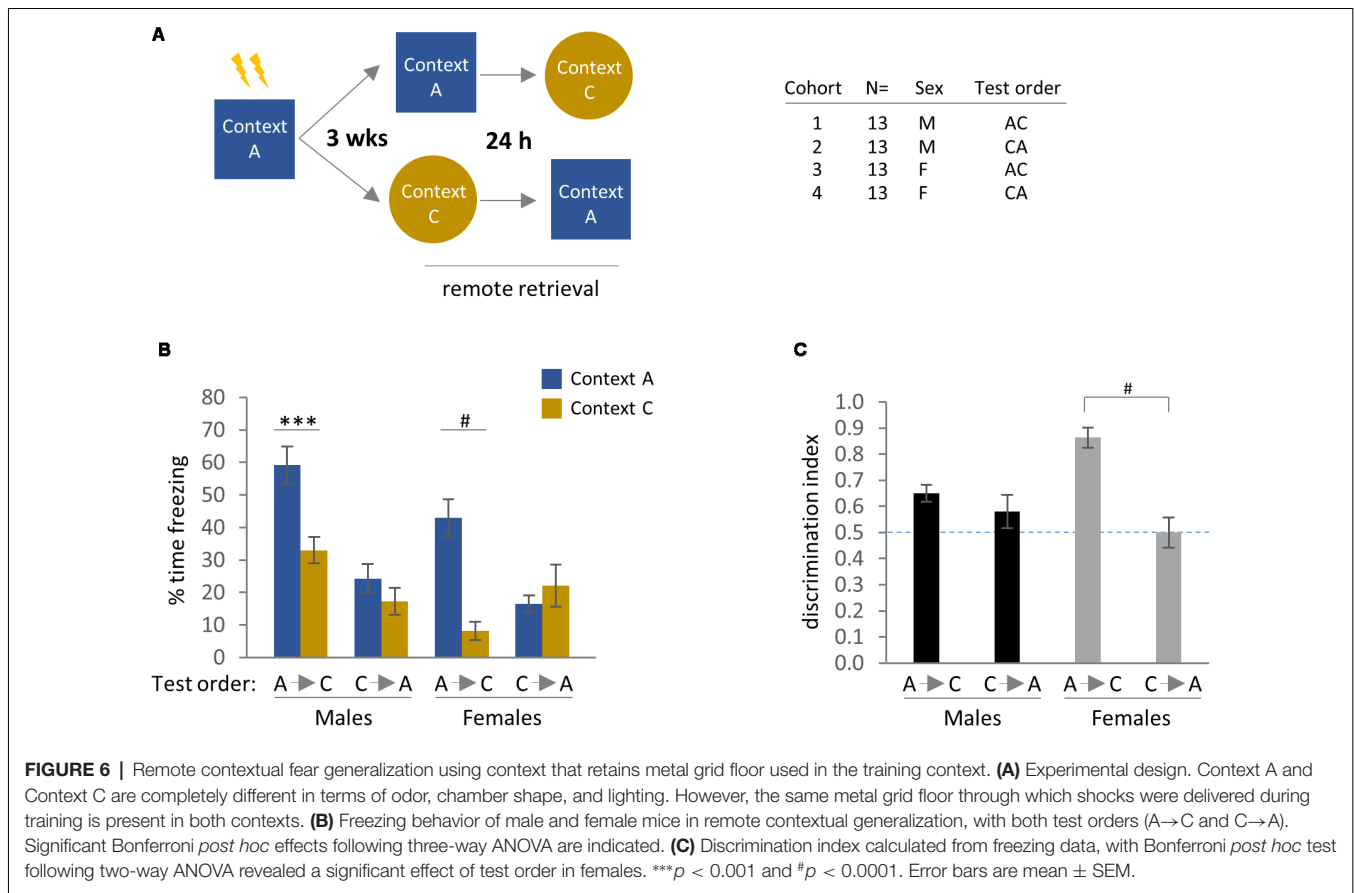 A
Context
A
3 wks
Context
A
Context
C
24 h
Context
C
Context
A
remote retrieval
Cohort N= Sex Test order
1 13 M AC
2 13 M CA
3 13 F AC
4 13 F CA
B
Context A
Context C
% time freezing
80
70
60
50
40
30
20
10
0
***
#
Test order: A C C A A C C A
Males Females
C
discrimination index
1.0
0.9
0.8
0.7
0.6
0.5
0.4
0.3
0.2
0.1
0.0
#
A C C A A C C A
Males Females
FIGURE 6 | Remote contextual fear generalization using context that retains metal grid floor used in the training context. (A) Experimental design. Context A and
Context C are completely different in terms of odor, chamber shape, and lighting. However, the same metal grid floor through which shocks were delivered during
training is present in both contexts. (B) Freezing behavior of male and female mice in remote contextual generalization, with both test orders (A→C and C→A).
Significant Bonferroni post hoc effects following three-way ANOVA are indicated. (C) Discrimination index calculated from freezing data, with Bonferroni post hoc test
following two-way ANOVA revealed a significant effect of test order in females. ***p < 0.001 and #p < 0.0001. Error bars are mean ± SEM.